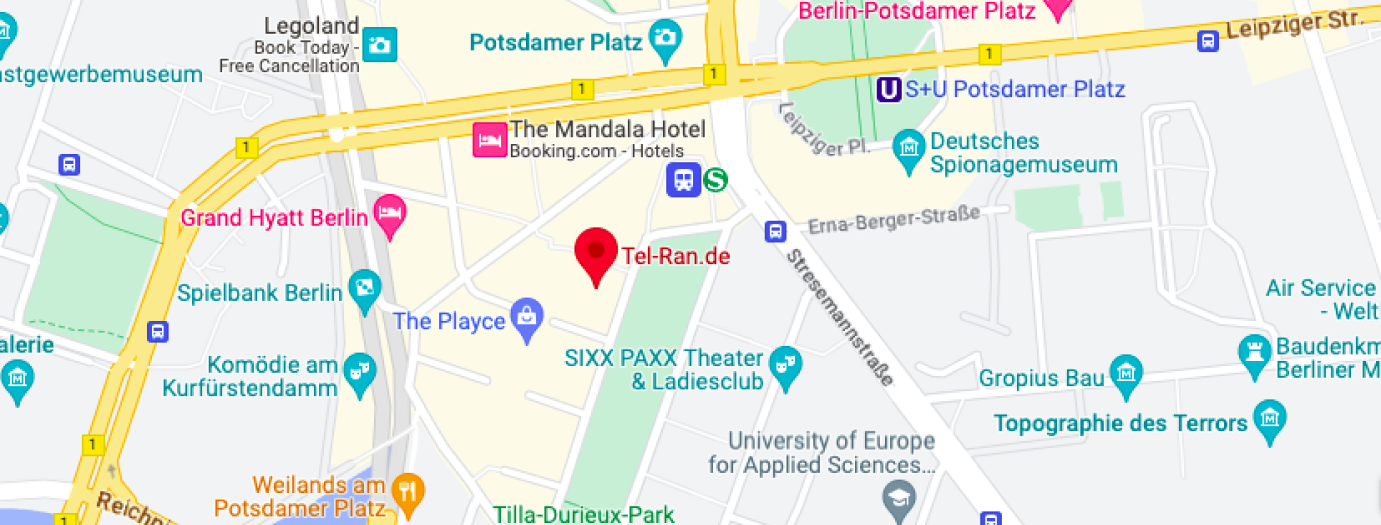 Berlin-Potsdamer Platz
Legoland
Book Today -
Free Cancellation
Potsdamer Platz
Leipziger Str.
1
1
1
astgewerbemuseum
U
S+U Potsdamer Platz
The Mandala Hotel
Booking.com - Hotels
Leipziger Pl.
Deutsches
Spionagemuseum
1
S
Grand Hyatt Berlin
Erna-Berger-Straße
Tel-Ran.de
Stresemannstraße
Spielbank Berlin
Air Service
- Welt
The Playce
alerie
Komödie am
Kurfürstendamm
SIXX PAXX Theater
& Ladiesclub
Gropius Bau
Baudenkm
Berliner M
Topographie des Terrors
1
University of Europe
for Applied Sciences...
Weilands am
Potsdamer Platz
Reichpi
1
Tilla-Durieux-Park